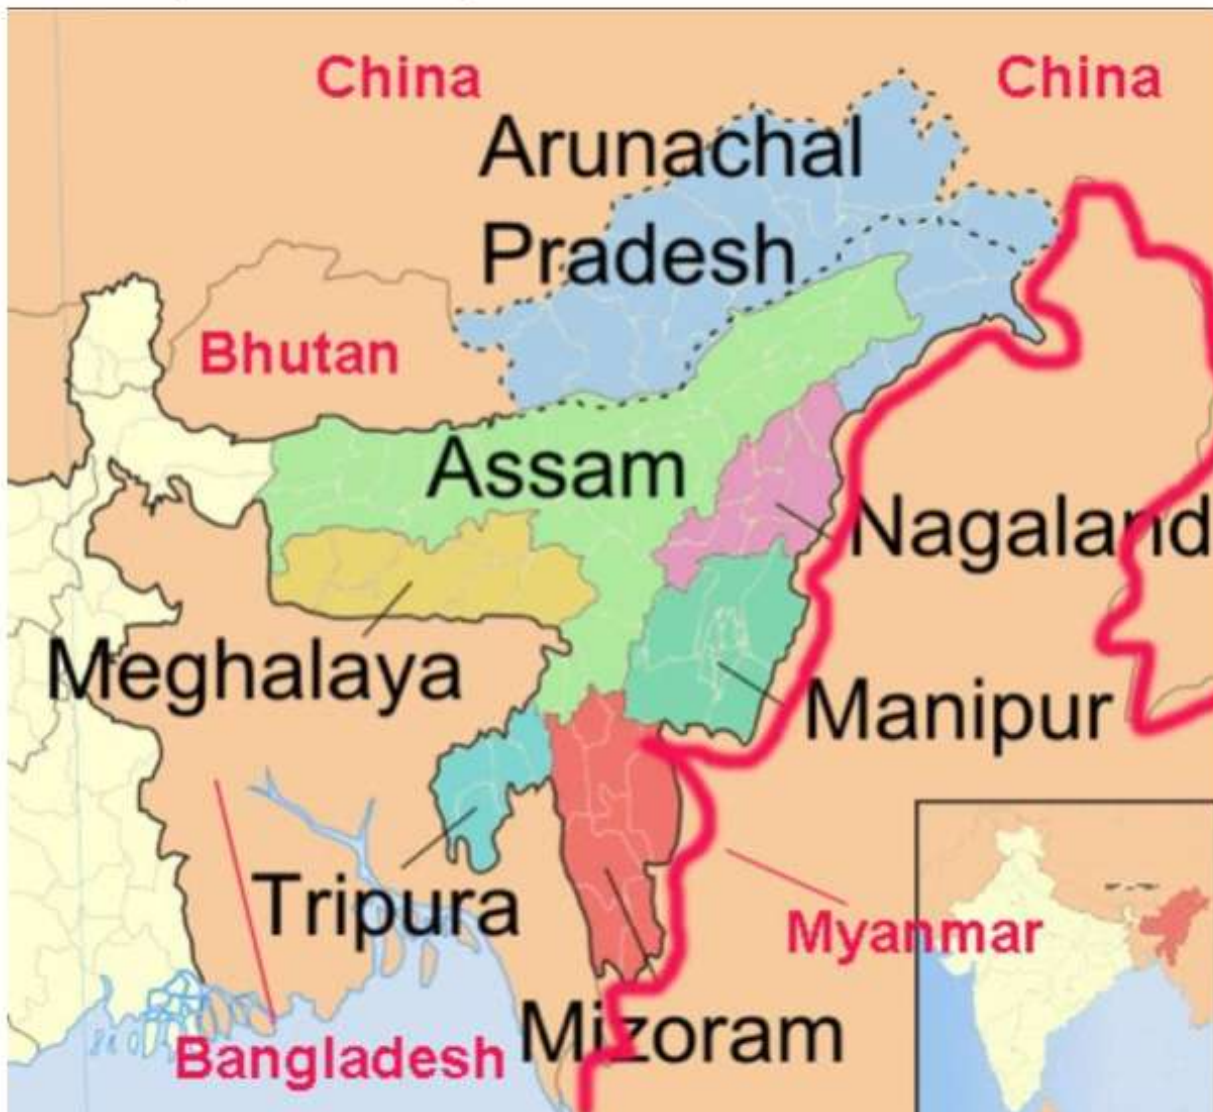 China
China
Arunachal
Pradesh
Bhutan
Assam
Nagaland
Meghalaya
Manipur
Tripura
Myanmar
Mizoram
Bangladesh